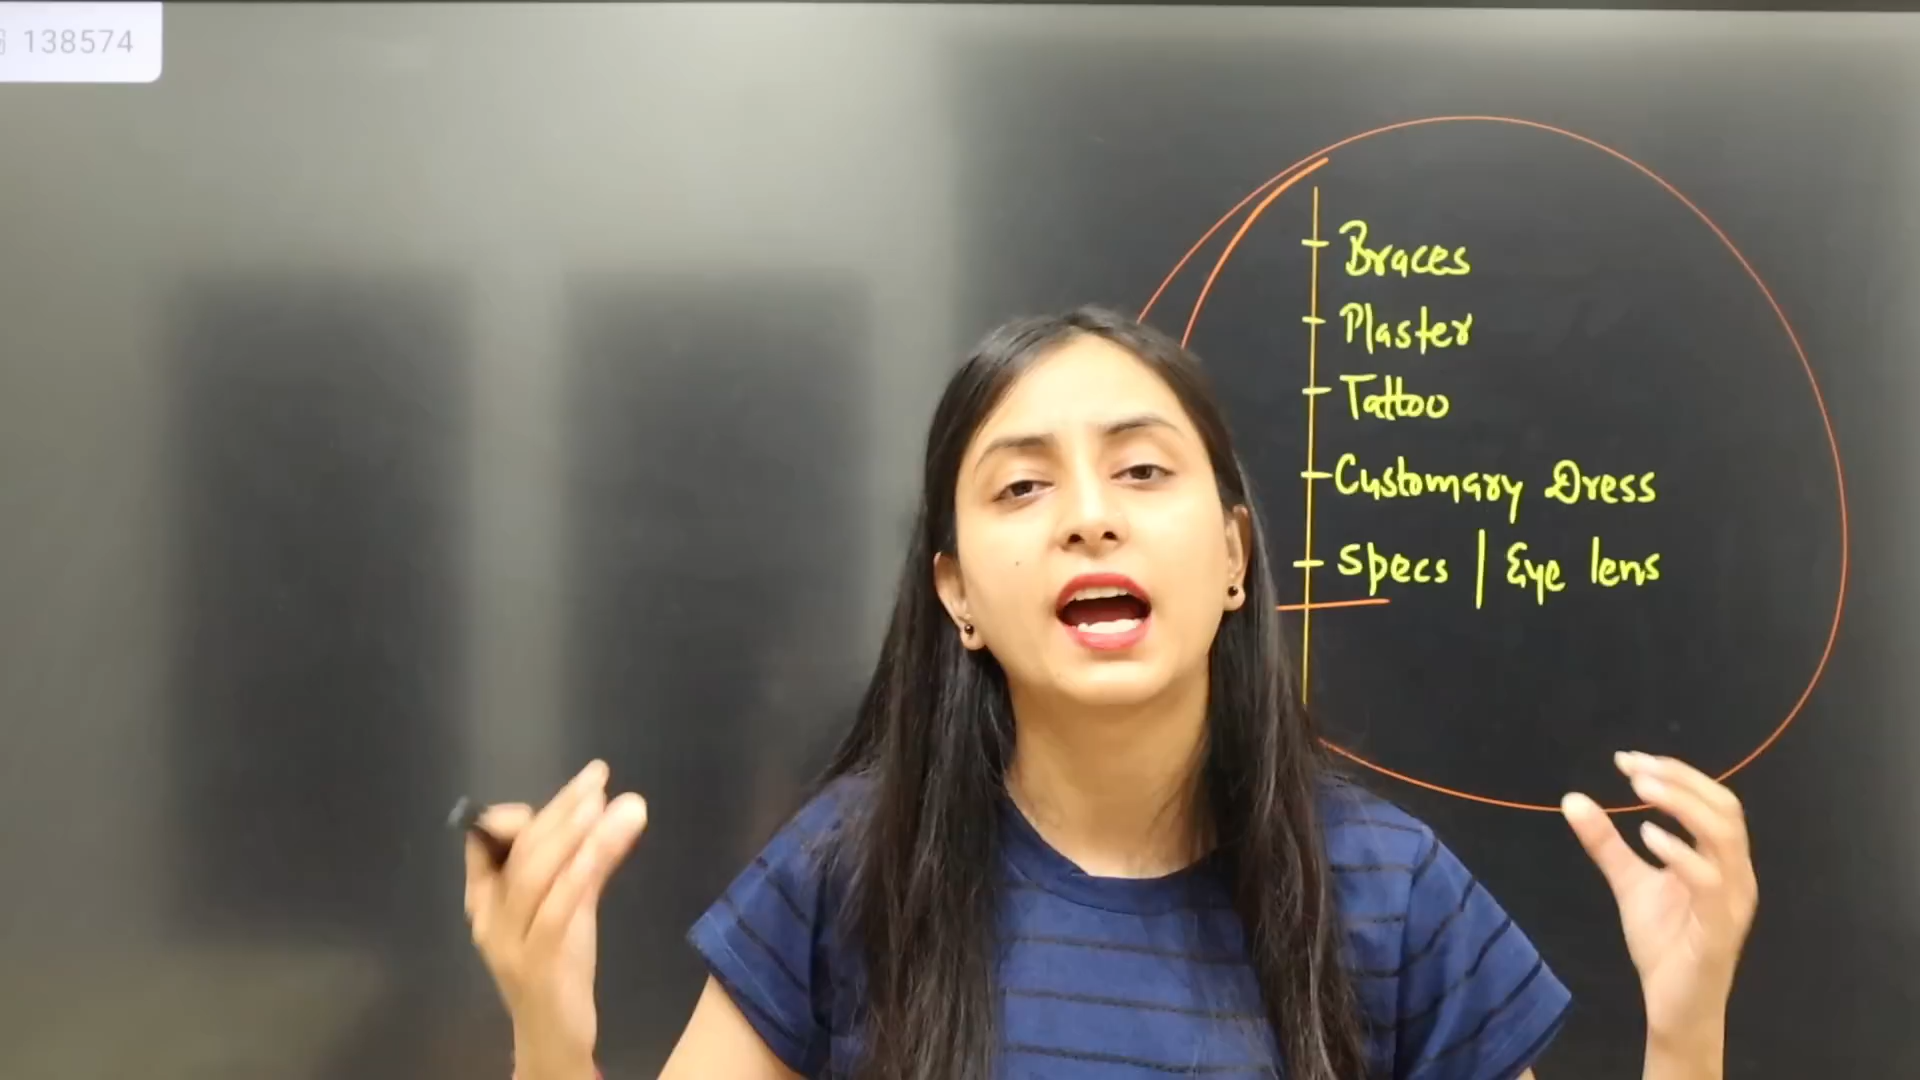 138574
Braces
Plaster
Tattoo
Customary Dress
Specs | Eye lens